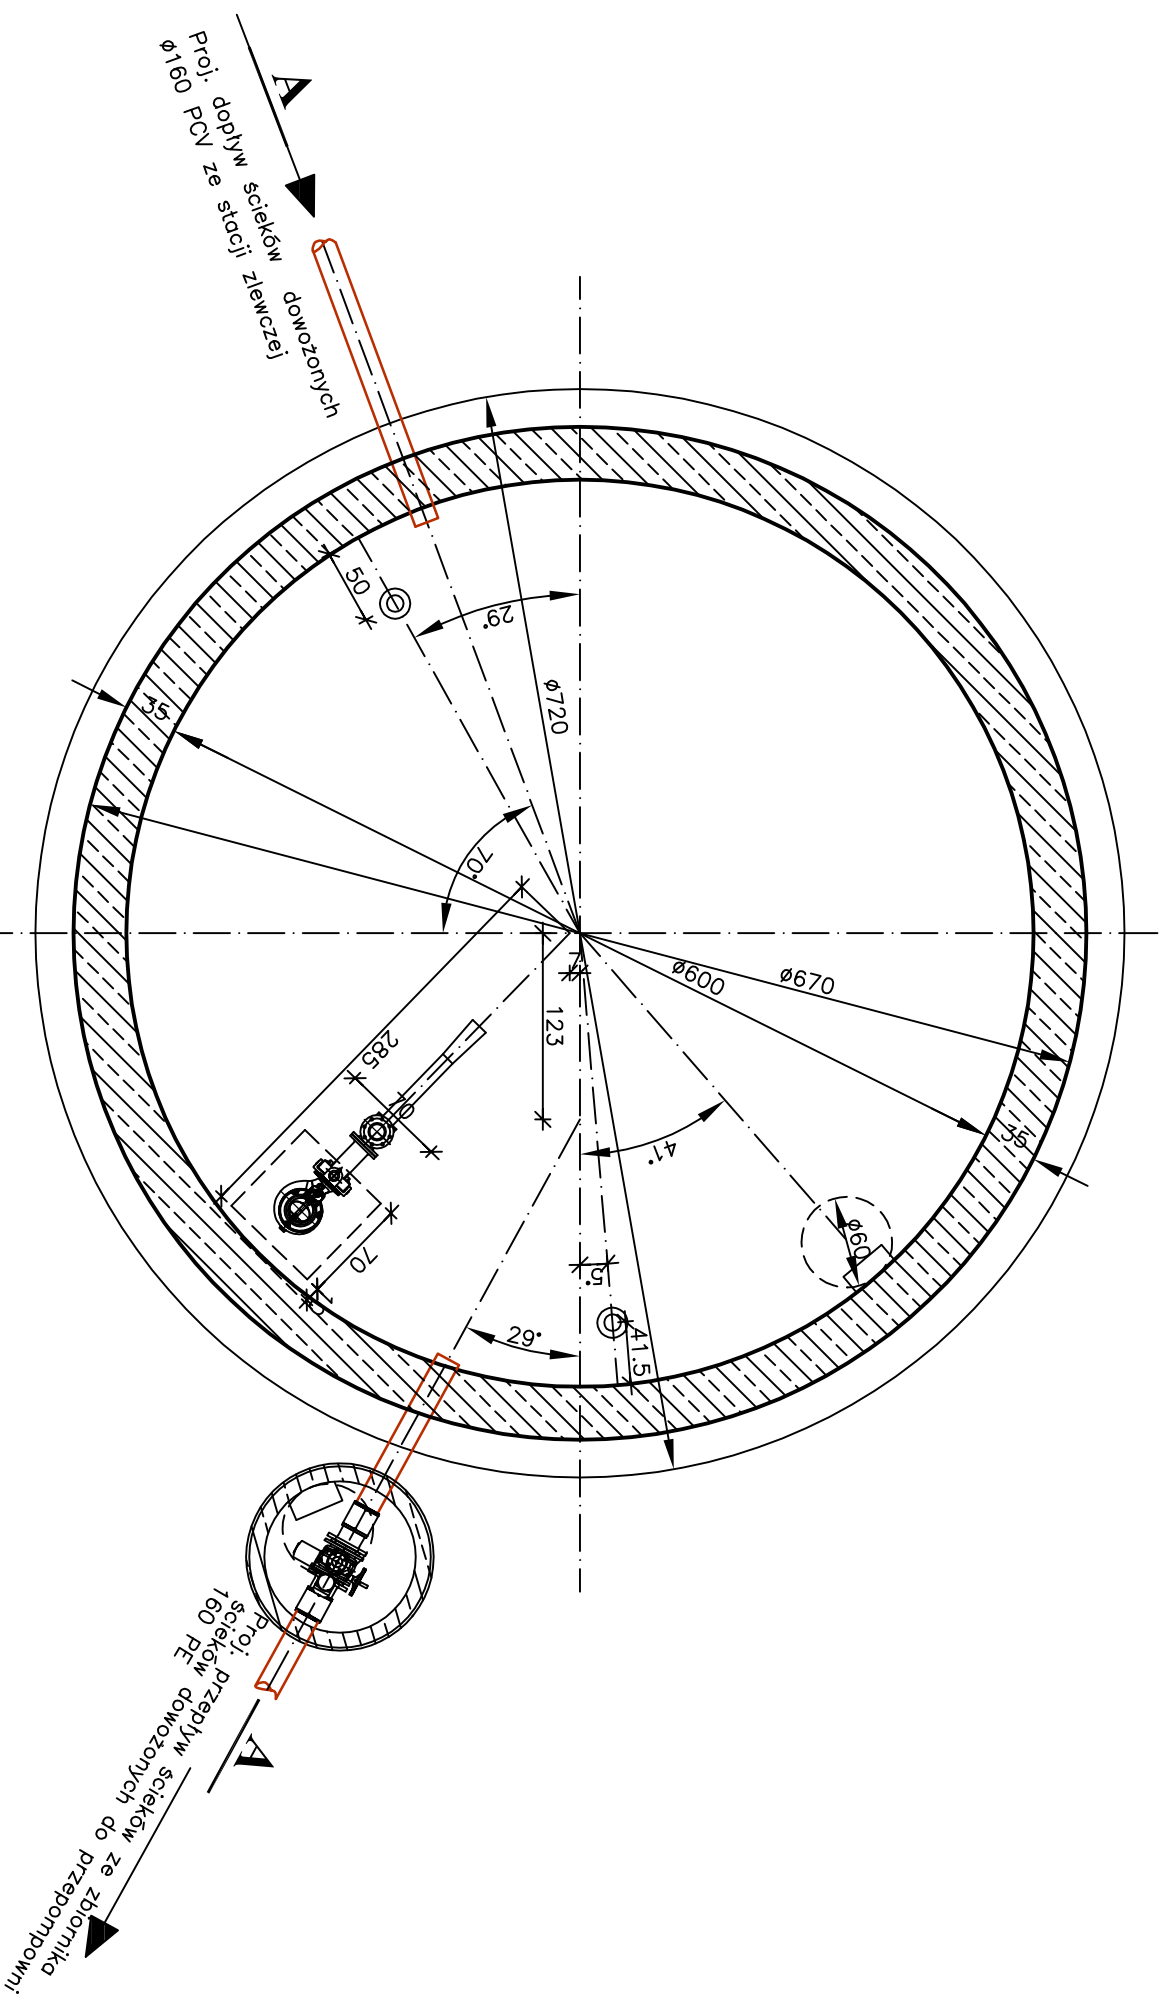 A
Proj. dopływ ścieków dowożonych
ø160 PCV ze stacji zlewczej
50
29°
ø720
35
70°
ø600
ø670
123
285
70
41°
35
ø60
70
5°
41.5
29°
Proj. przepływ ścieków ze zbiornika
ścieków dowożonych do przepompowni
160 PE
A